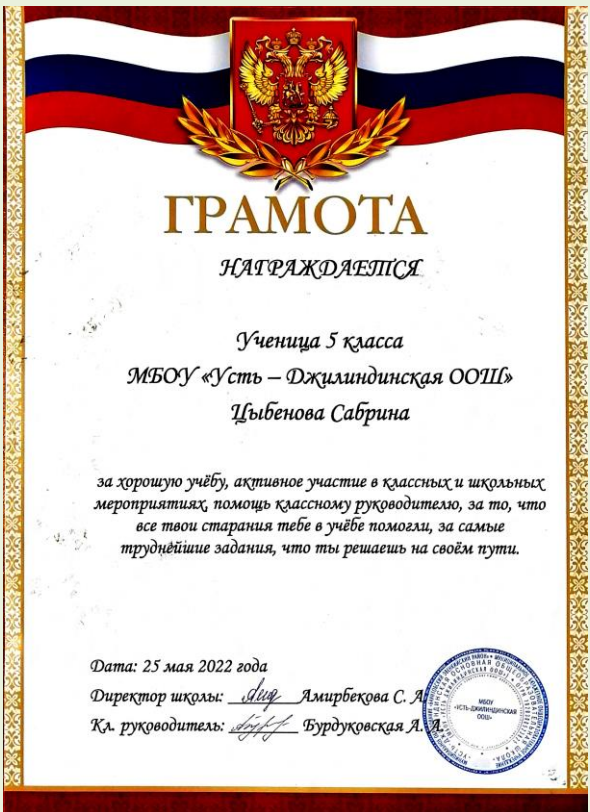 ГРАМОТА
НАГРАЖДАЕТСЯ
Ученица 5 класса
МБОУ «Усть – Джилиндинская ООШ»
Цыбенова Сабрина
за хорошую учёбу, активное участие в классных и школьных
мероприятиях, помощь классному руководителю, за то, что
все твои старания тебе в учёбе помогли, за самые
труднейшие задания, что ты решаешь на своём пути.
Дата: 25 мая 2022 года
Директор школы: Амирбекова С. А.
Кл. руководитель: Бурдуковская А. А.
МБОУ
«УСТЬ-ДЖИЛИНДИНСКАЯ
ООШ»